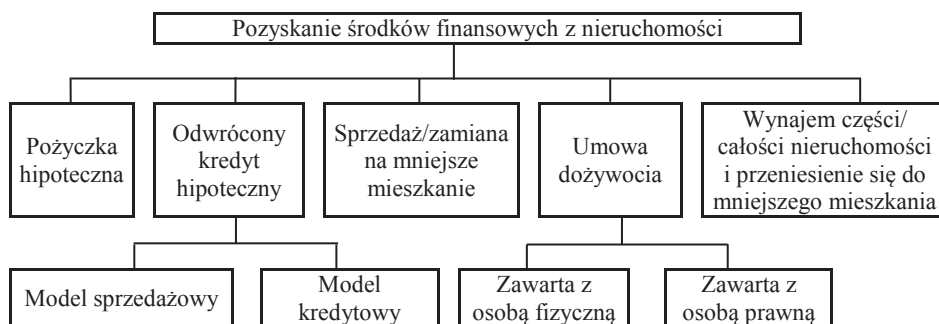 Pozyskanie środków finansowych z nieruchomości
Pożyczka
hipoteczna
Odwrócony
kredyt
hipoteczny
Sprzedaż/zamiana
na mniejsze
mieszkanie
Umowa
dożywocia
Wynajem części/
całości nieruchomości
i przeniesienie się do
mniejszego mieszkania
Model sprzedażowy
Model
kredytowy
Zawarta z
osobą fizyczną
Zawarta z
osobą prawną